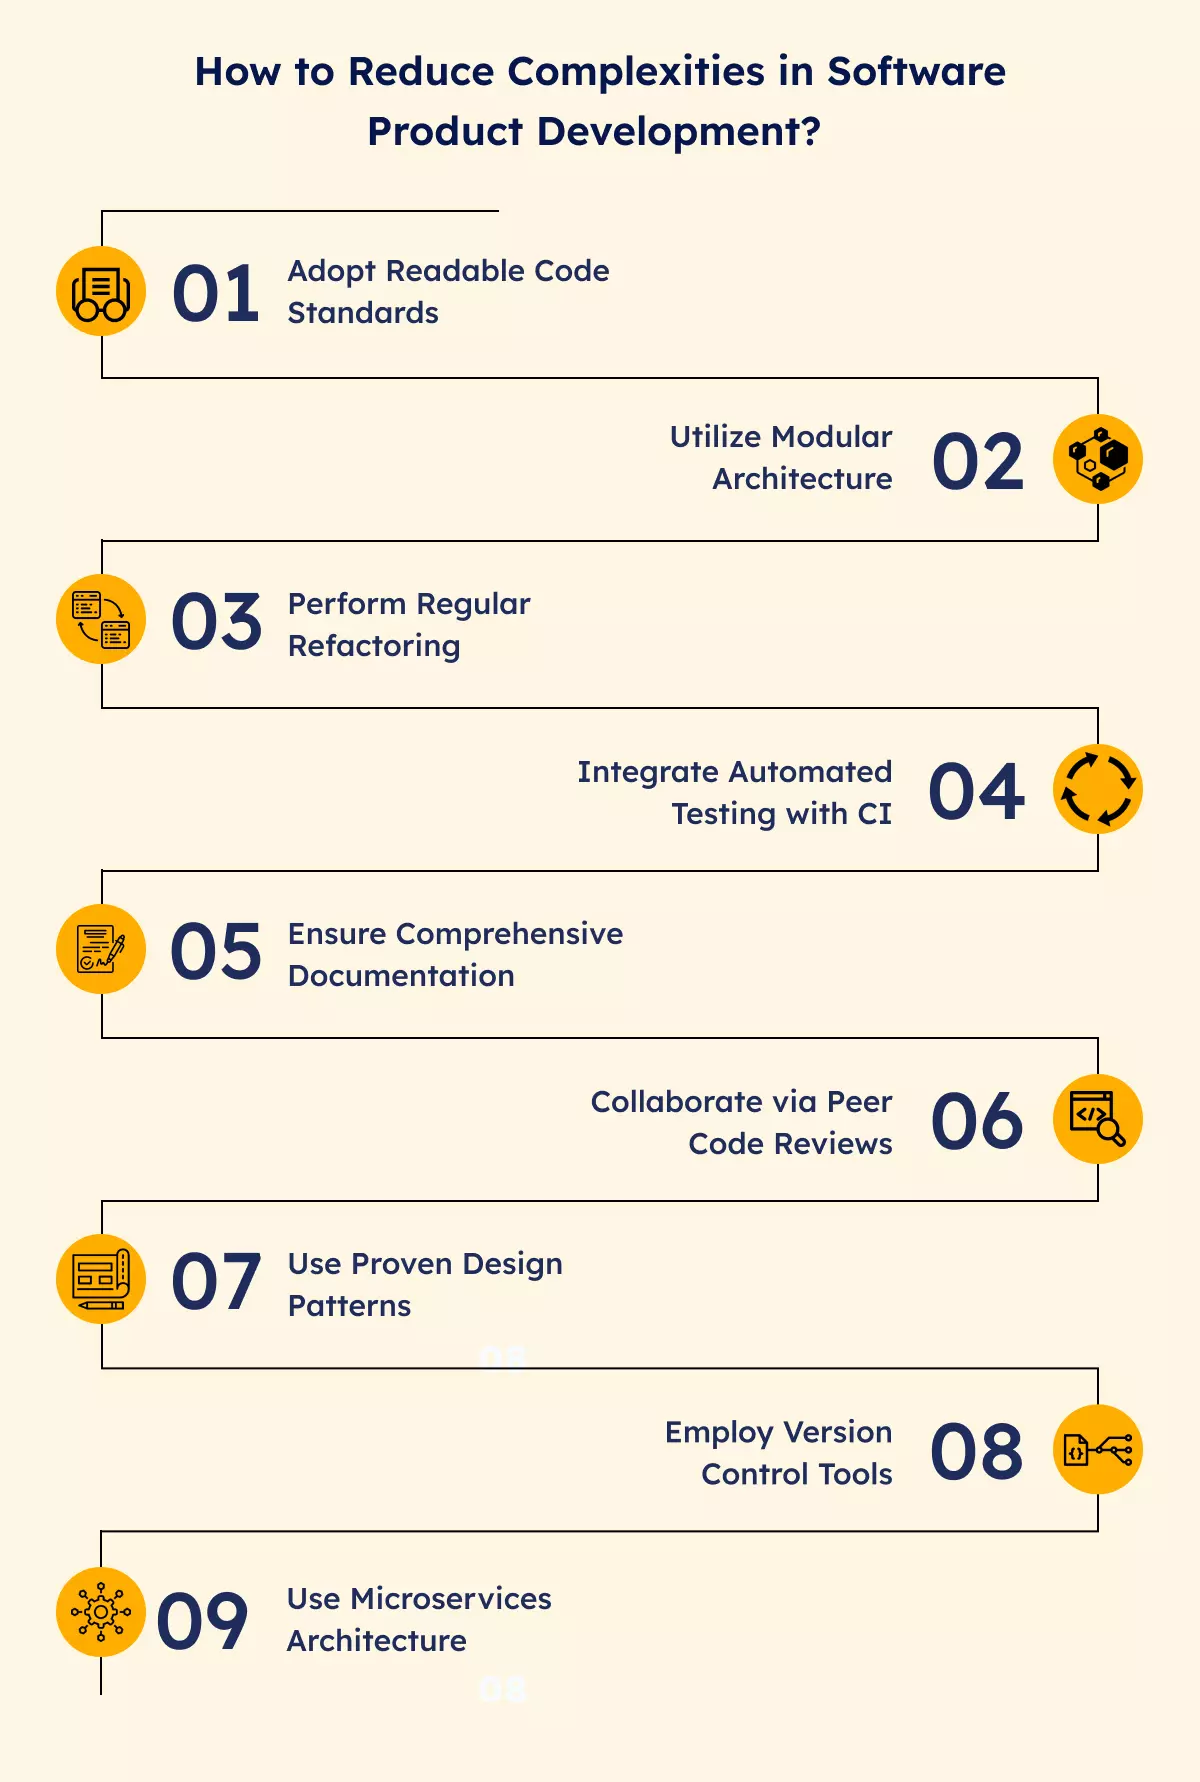 How to Reduce Complexities in Software
Product Development?
01
Adopt Readable Code
Standards
Utilize Modular
Architecture
02
03
Perform Regular
Refactoring
Integrate Automated
Testing with CI
04
05
Ensure Comprehensive
Documentation
Collaborate via Peer
Code Reviews
06
07
Use Proven Design
Patterns
08
Employ Version
Control Tools
08
09
Use Microservices
Architecture
08